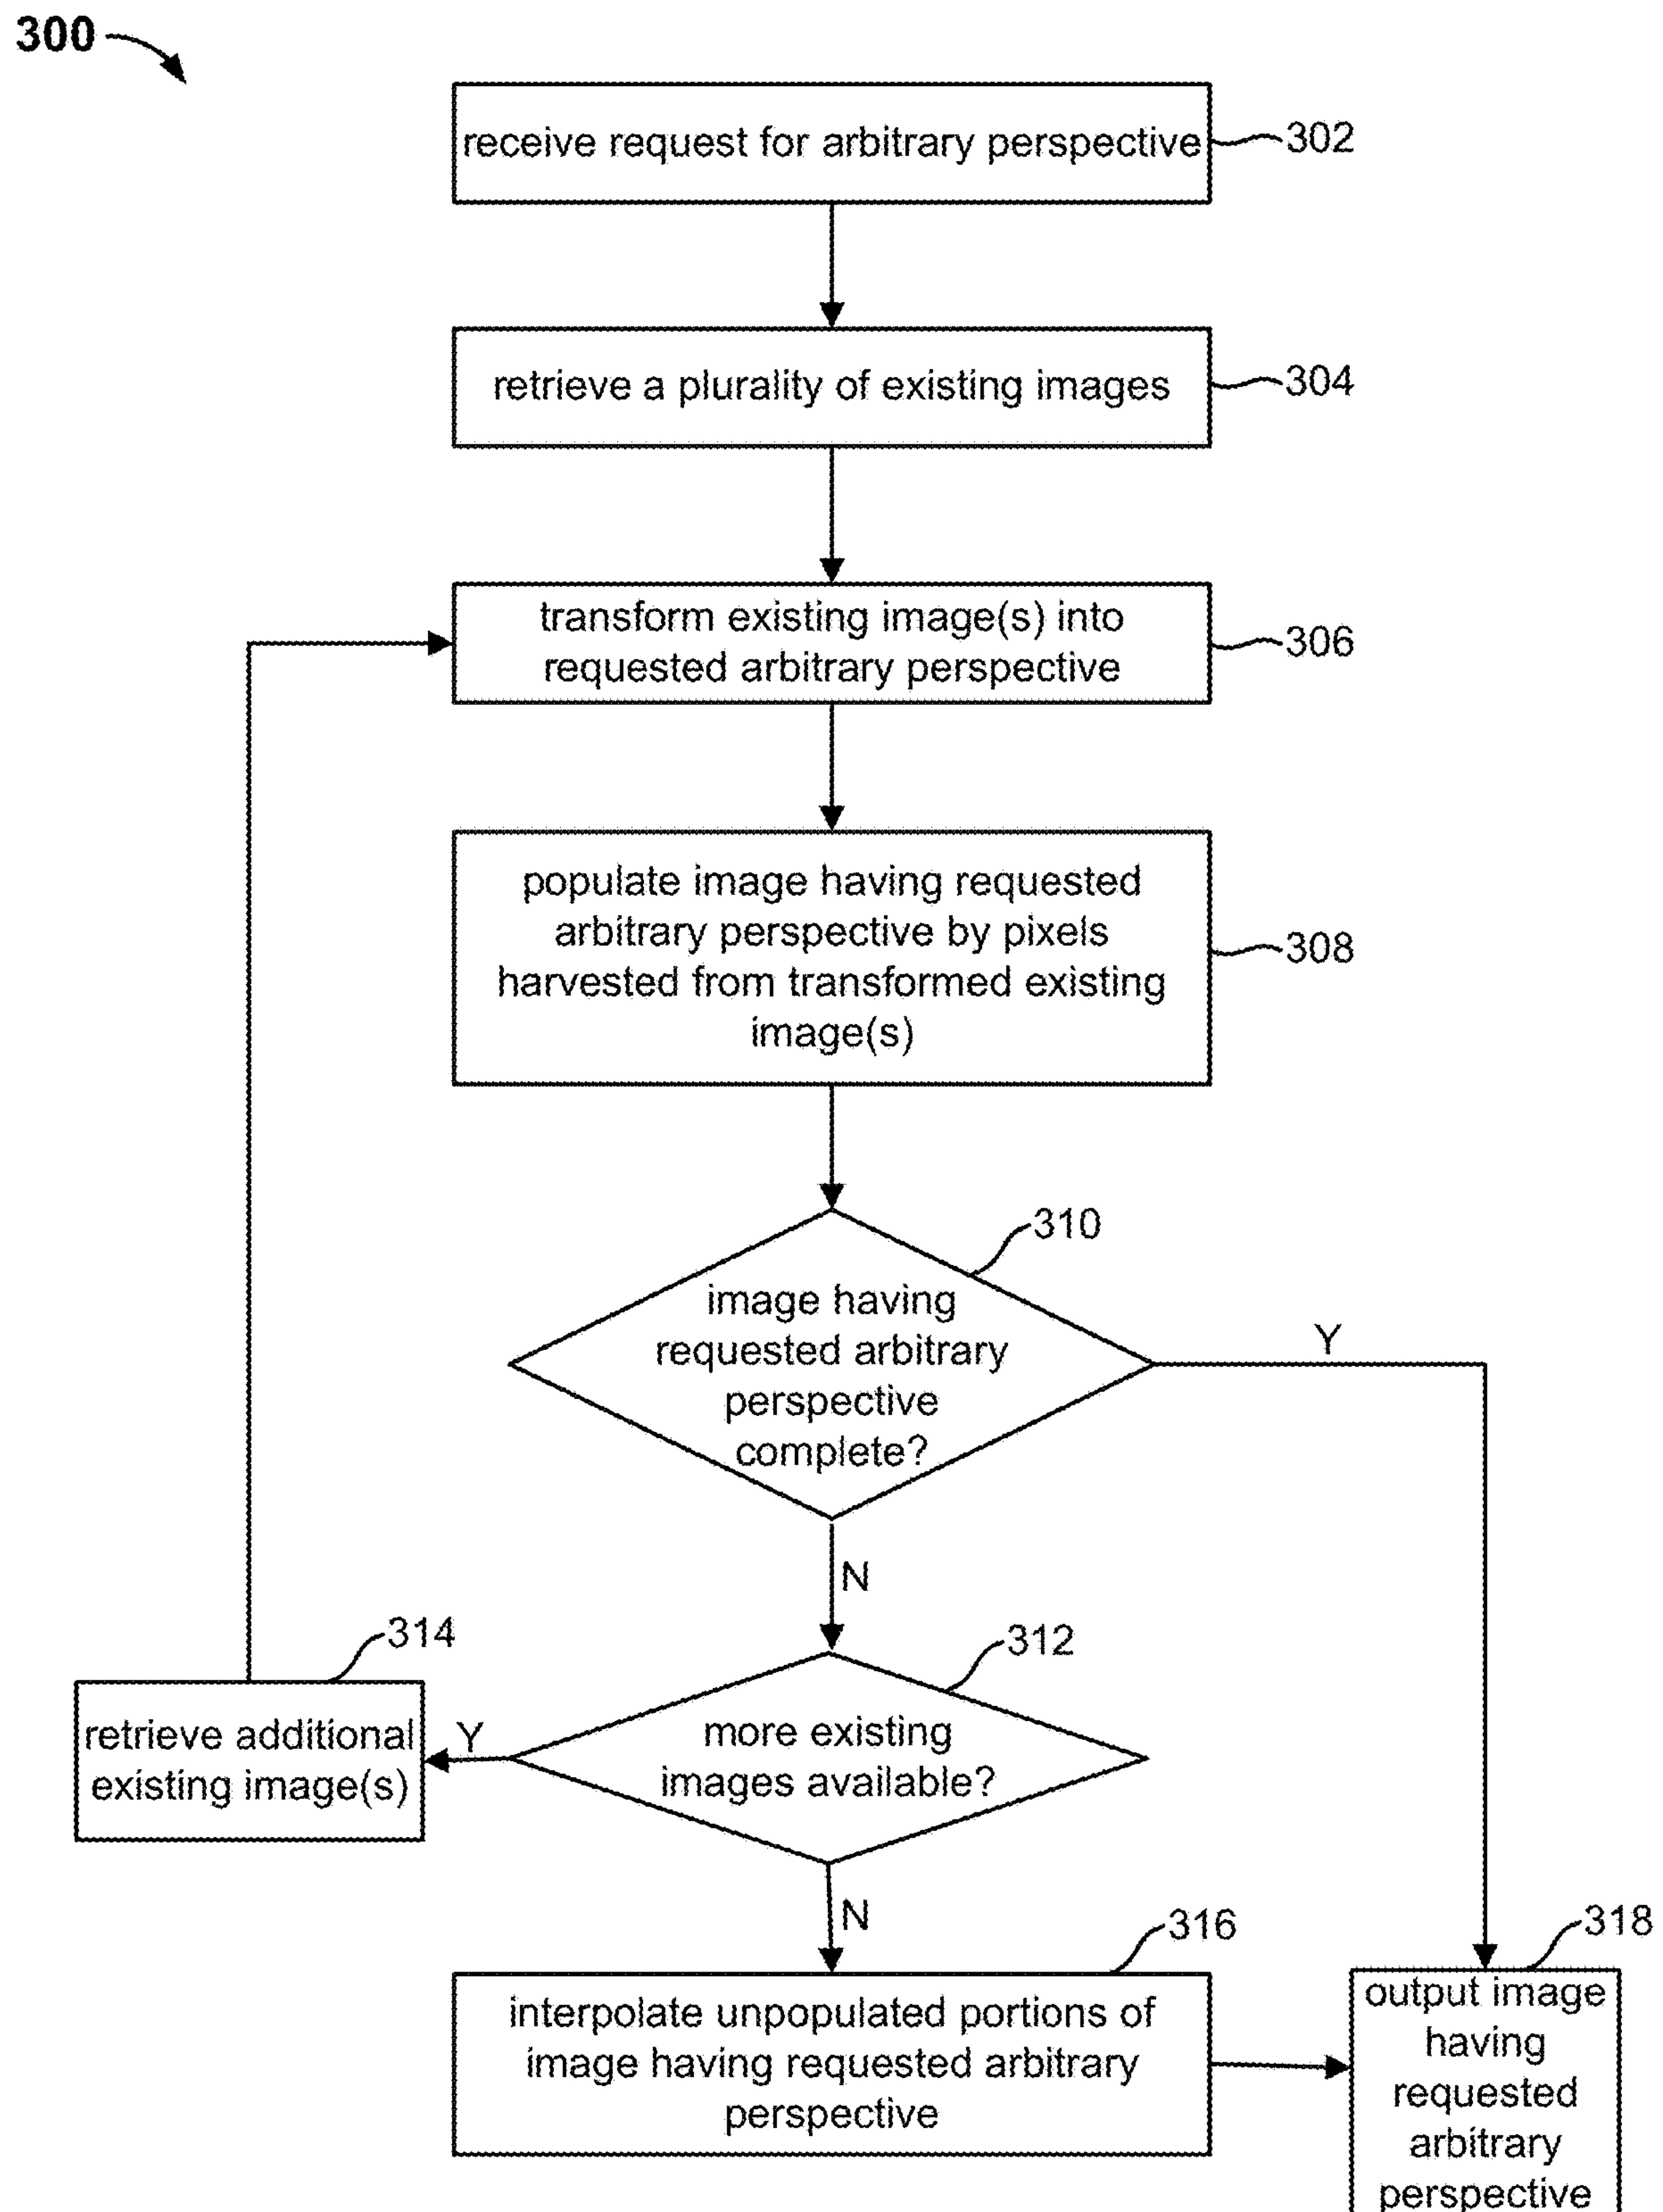 300
receive request for arbitrary perspective
302
retrieve a plurality of existing images
304
transform existing image(s) into
requested arbitrary perspective
306
populate image having requested
arbitrary perspective by pixels
harvested from transformed existing
image(s)
308
310
image having
requested arbitrary
perspective
complete?
Y
N
312
more existing
images available?
Y
314
retrieve additional
existing image(s)
N
316
interpolate unpopulated portions of
image having requested arbitrary
perspective
318
output image
having
requested
arbitrary
perspective